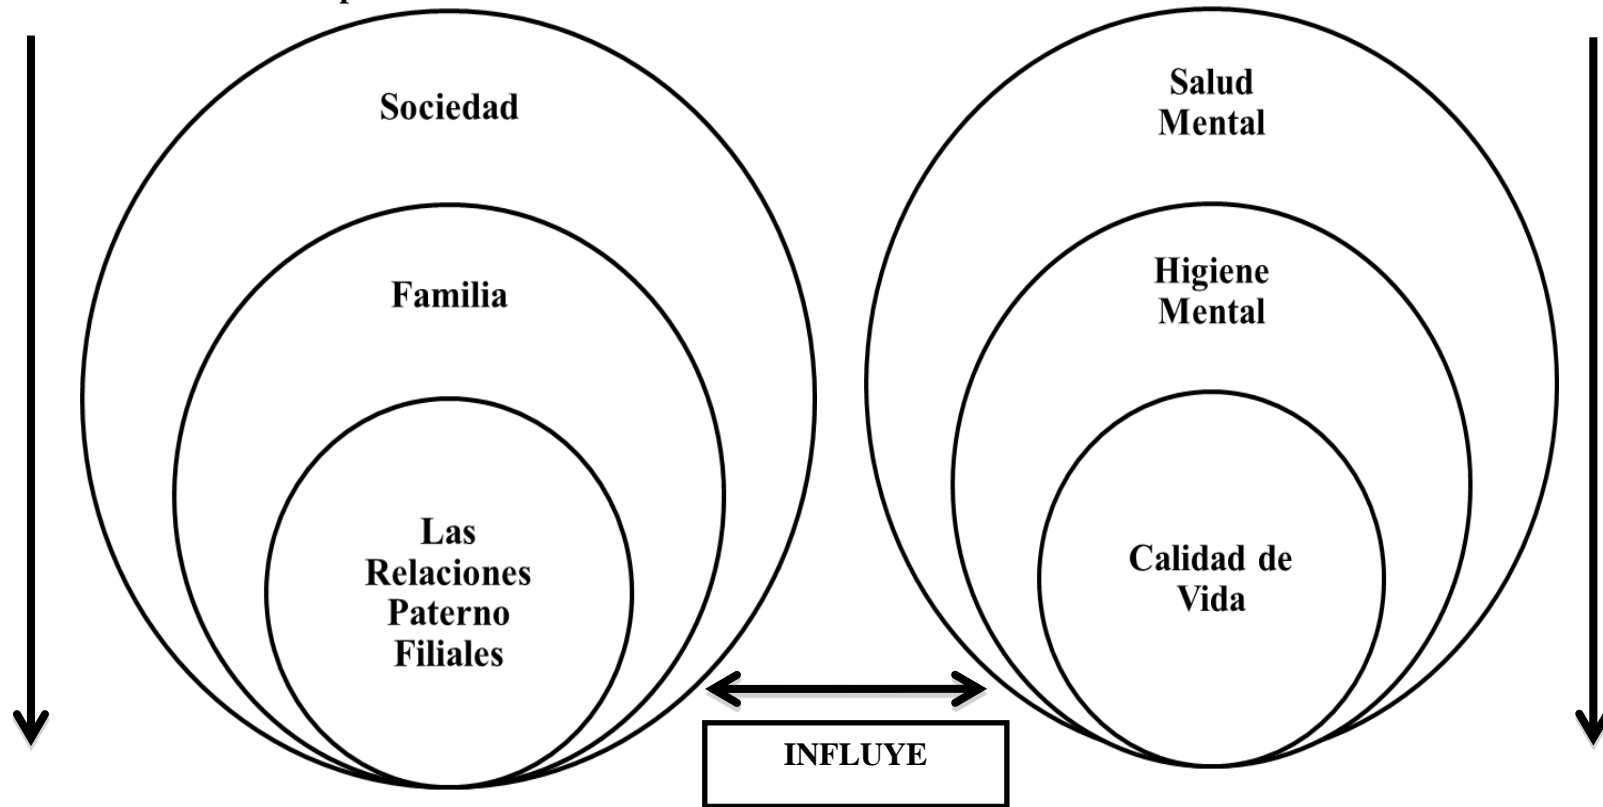 Sociedad
Familia
Las
Relaciones
Paterno
Filiales
Salud
Mental
Higiene
Mental
Calidad de
Vida
INFLUYE